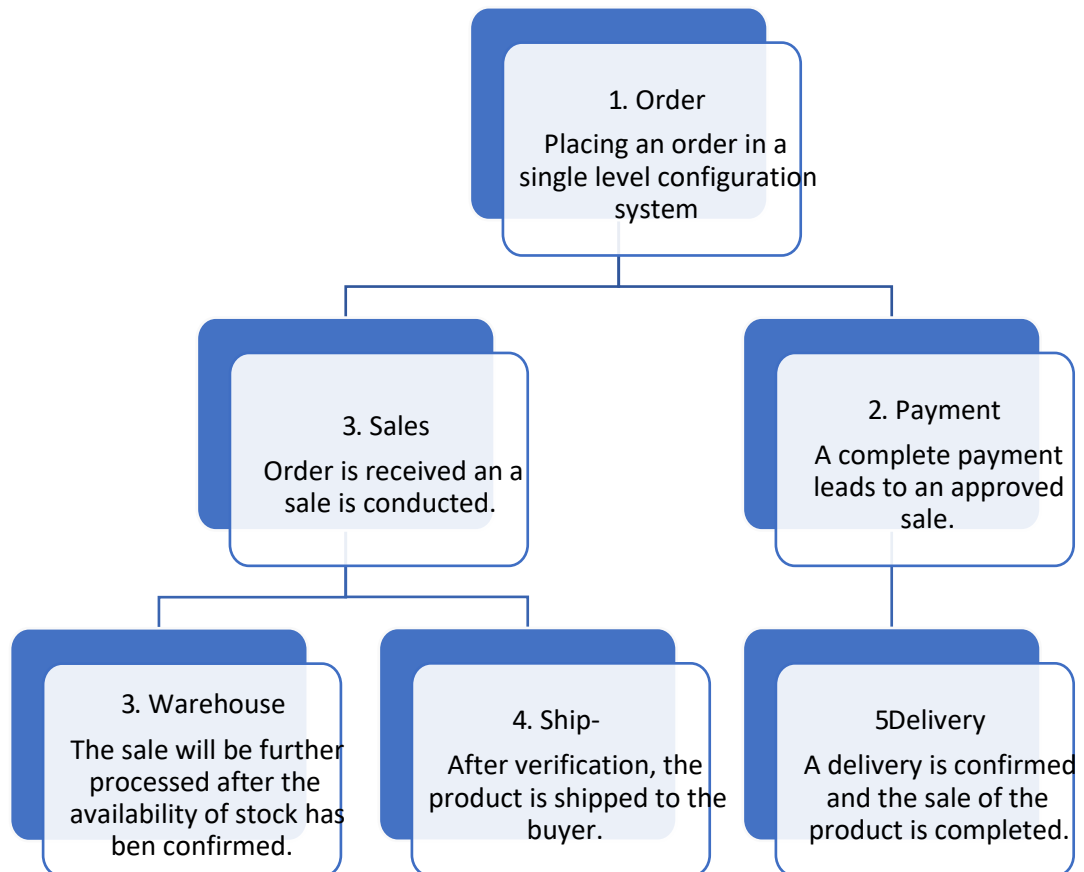 1. Order
Placing an order in a
single level configuration
system
3. Sales
Order is received an a
sale is conducted.
2. Payment
A complete payment
leads to an approved
sale.
3. Warehouse
The sale will be further
processed after the
availability of stock has
ben confirmed.
4. Ship-
After verification, the
product is shipped to the
buyer.
5Delivery
A delivery is confirmed
and the sale of the
product is completed.